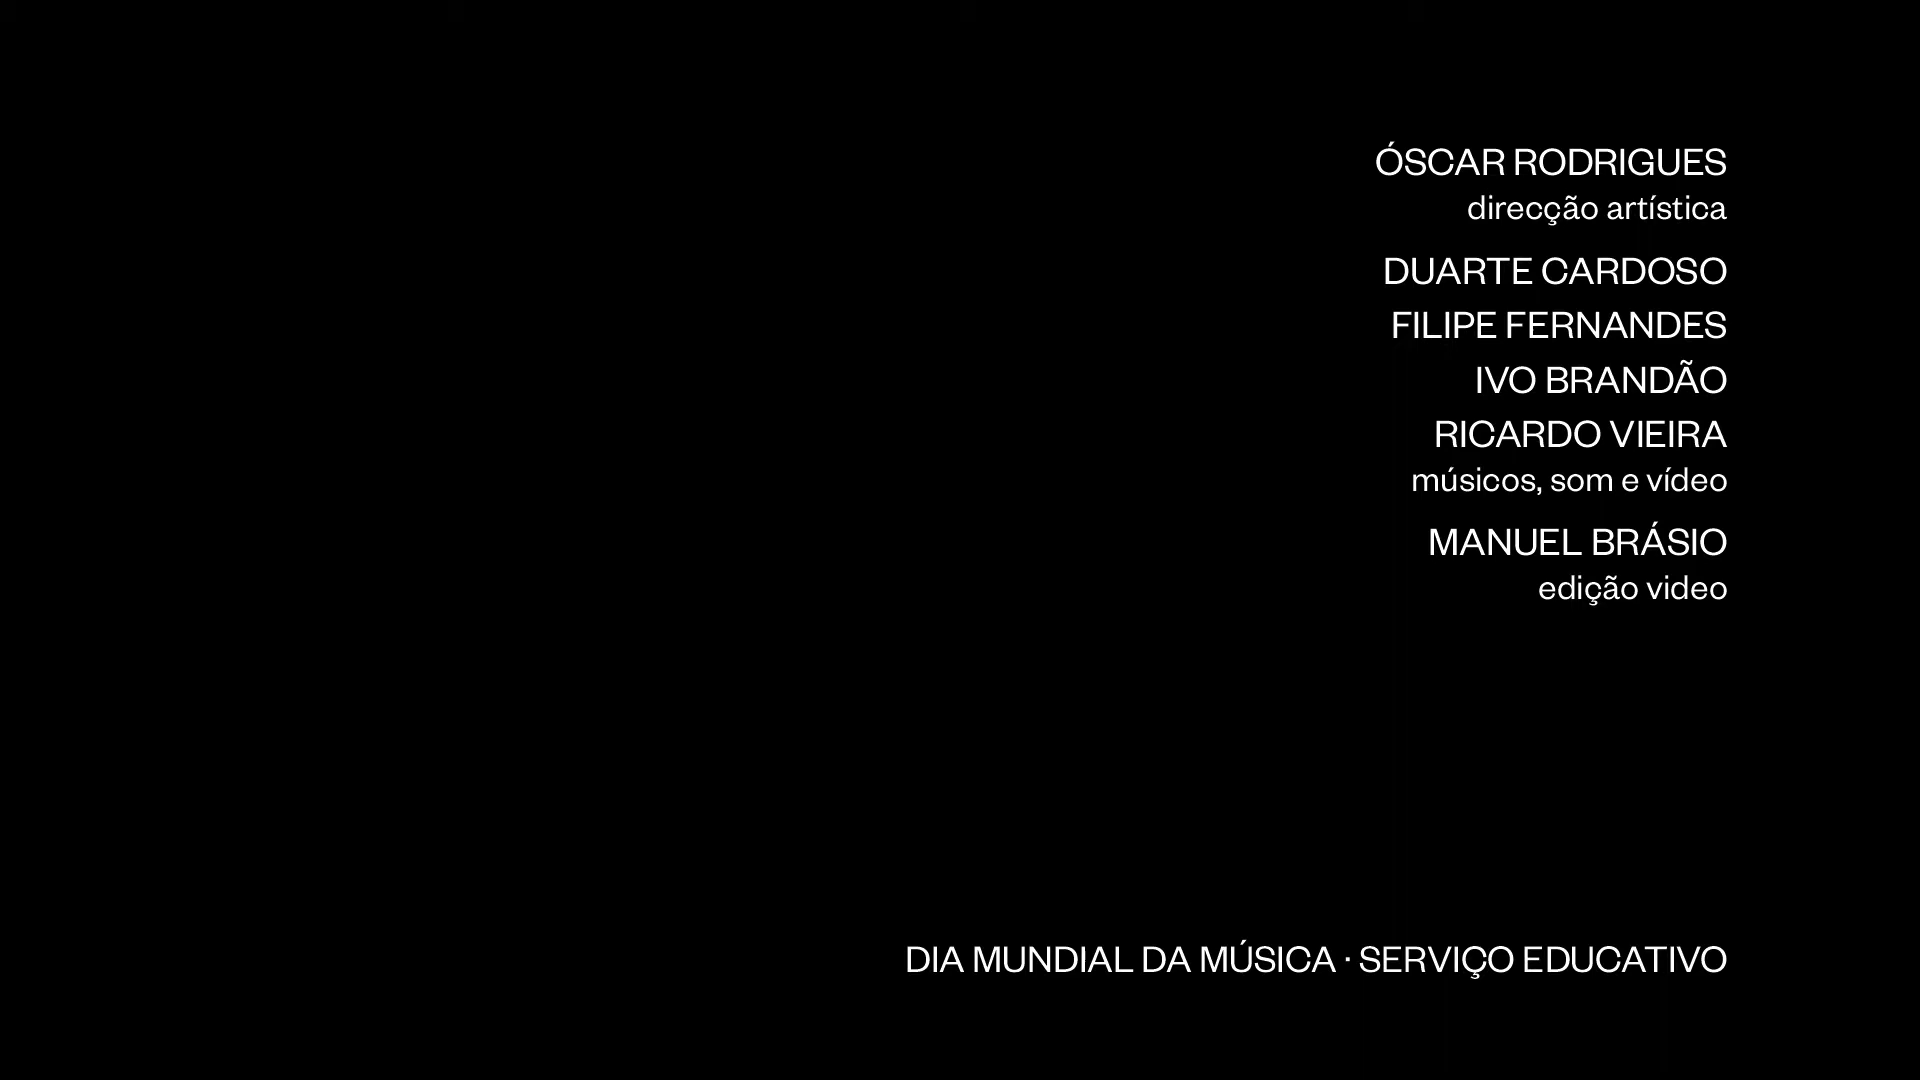 ÓSCAR RODRIGUES
direcção artística
DUARTE CARDOSO
FILIPE FERNANDES
IVO BRANDÃO
RICARDO VIEIRA
músicos, som e vídeo
MANUEL BRÁSIO
edição video
DIA MUNDIAL DA MÚSICA · SERVIÇO EDUCATIVO